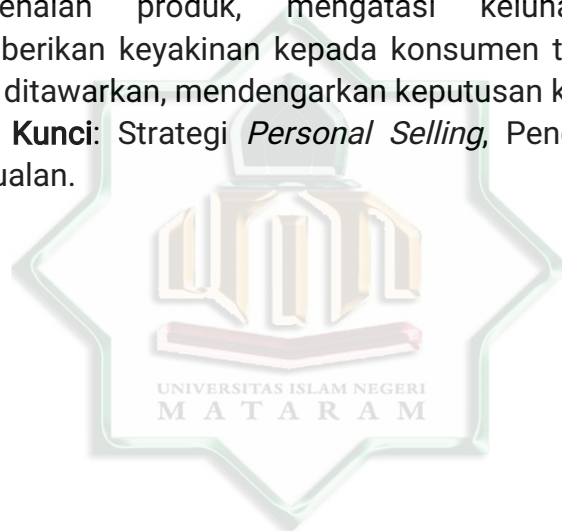 enalan produk, mengatasi keluha
berikan keyakinan kepada konsumen t
ditawarkan, mendengarkan keputusan k
Kunci: Strategi Personal Selling, Pen
ualan.
UNIVERSITAS ISLAM NEGERI
MATARAM